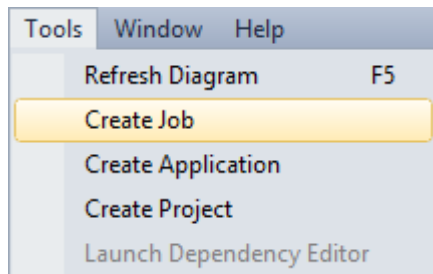 Tools Window Help
Refresh Diagram F5
Create Job
Create Application
Create Project
Launch Dependency Editor